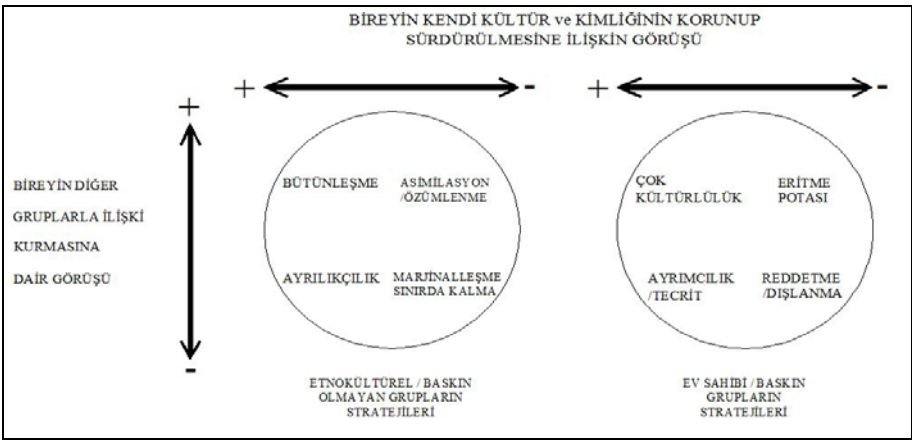 BİREYİN KENDİ KÜLTÜR ve KİMLİĞİNİN KORUNUP
SÜRDÜRÜLMESİNE İLİŞKİN GÖRÜŞÜ
+
-
+
-
+
-
BİREYİN DİĞER
GRUPLARLA İLİŞKİ
KURMASINA
DAİR GÖRÜŞÜ
BÜTÜNLEŞME
ASİMİLASYON
/ÖZÜMLENME
AYRILIKÇILIK
MARJİNALLEŞME
SINIRDA KALMA
ÇOK
KÜLTÜRLÜLÜK
ERİTME
POTASI
AYRIMCILIK
/TECRİT
REDDETME
/DIŞLANMA
ETNOKÜLTÜREL / BASKIN
OLMAYAN GRUPLARIN
STRATEJİLERİ
EV SAHİBİ / BASKIN
GRUPLARIN
STRATEJİLERİ